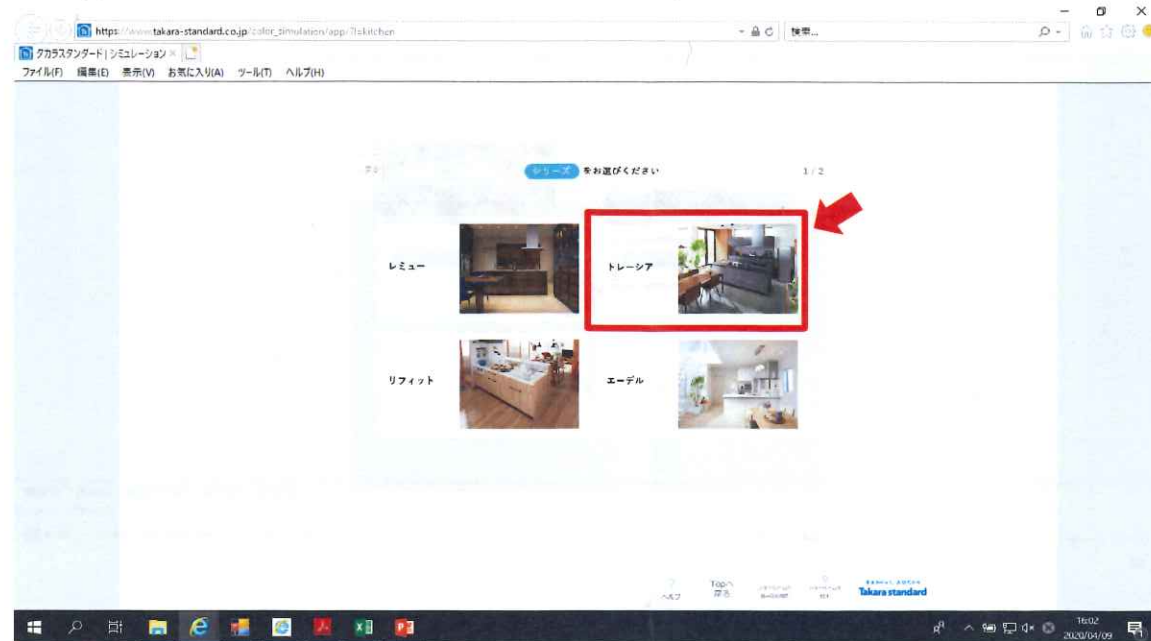 https://www.takara-standard.co.jp/color_simulation/app/?l=kitchen
検索...
タカラスタンダード | シミュレーション
ファイル(F) 編集(E) 表示(V) お気に入り(A) ツール(T) ヘルプ(H)
シリーズ をお選びください
1 / 2
レミュー
トレーシア
リフィット
エーデル
?
ヘルプ
Topへ
戻る
Takara standard
16:02
2020/04/09